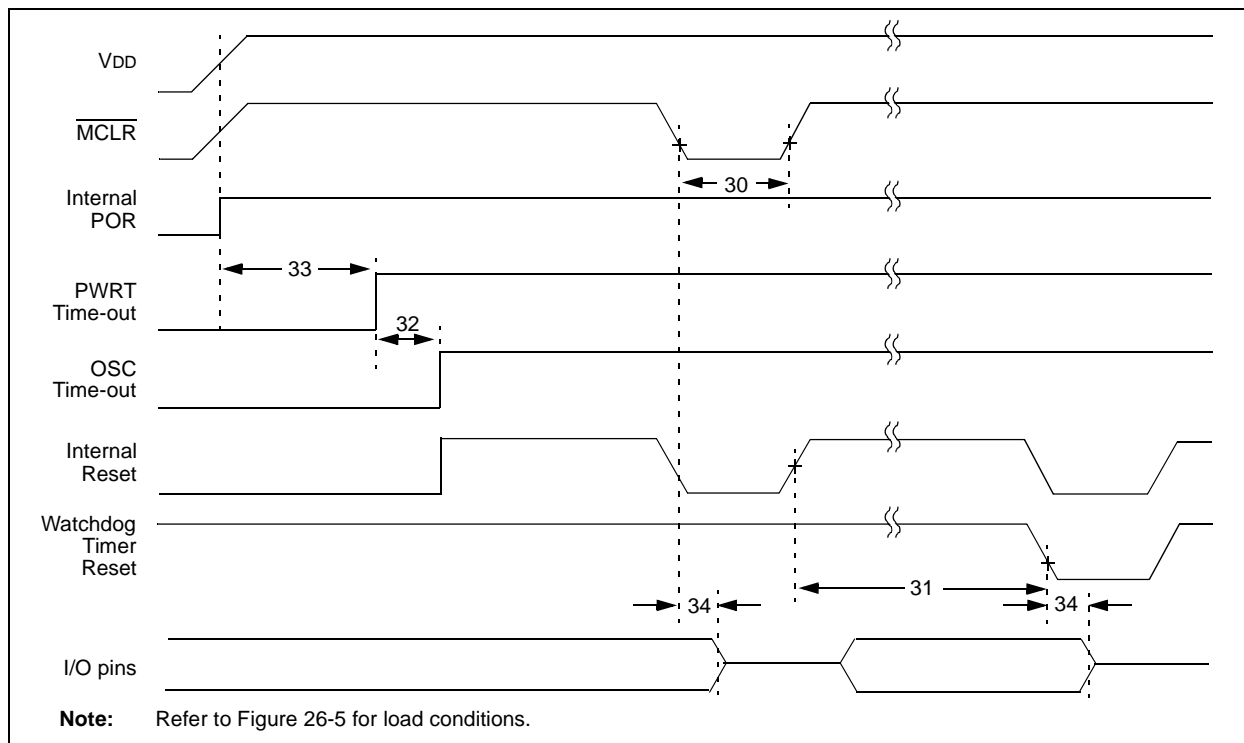 VDD
MCLR
30
Internal
POR
33
PWRT
Time-out
32
OSC
Time-out
Internal
Reset
Watchdog
Timer
Reset
31
34
34
I/O pins
Note: Refer to Figure 26-5 for load conditions.